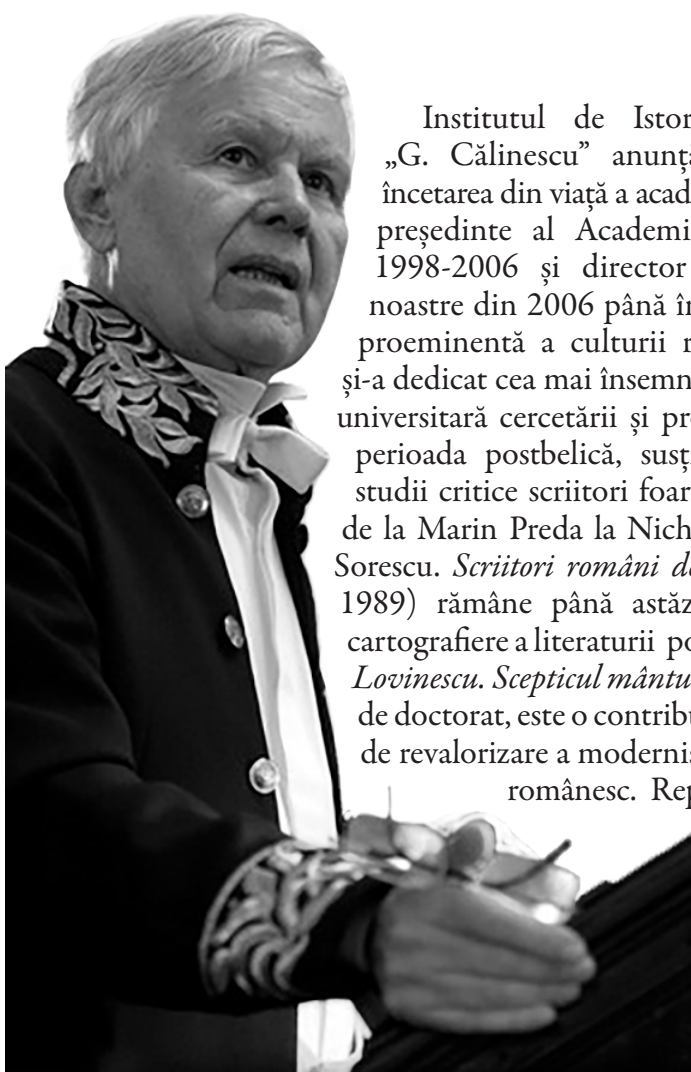 Institutul de Istor
„G. Călinescu” anunță
încetarea din viață a acad
președinte al Academi
1998-2006 și director
noastre din 2006 până în
proeminentă a culturii r
și-a dedicat cea mai însemn
universitară cercetării și pr
perioada postbelică, susț
studii critice scriitori foar
de la Marin Preda la Nich
Sorescu. Scriitori români d
1989) rămâne până astăz
cartografiere a literaturii po
Lovinescu. Scepticul mântu
de doctorat, este o contribu
de revalorizare a modernis
românesc. Rep